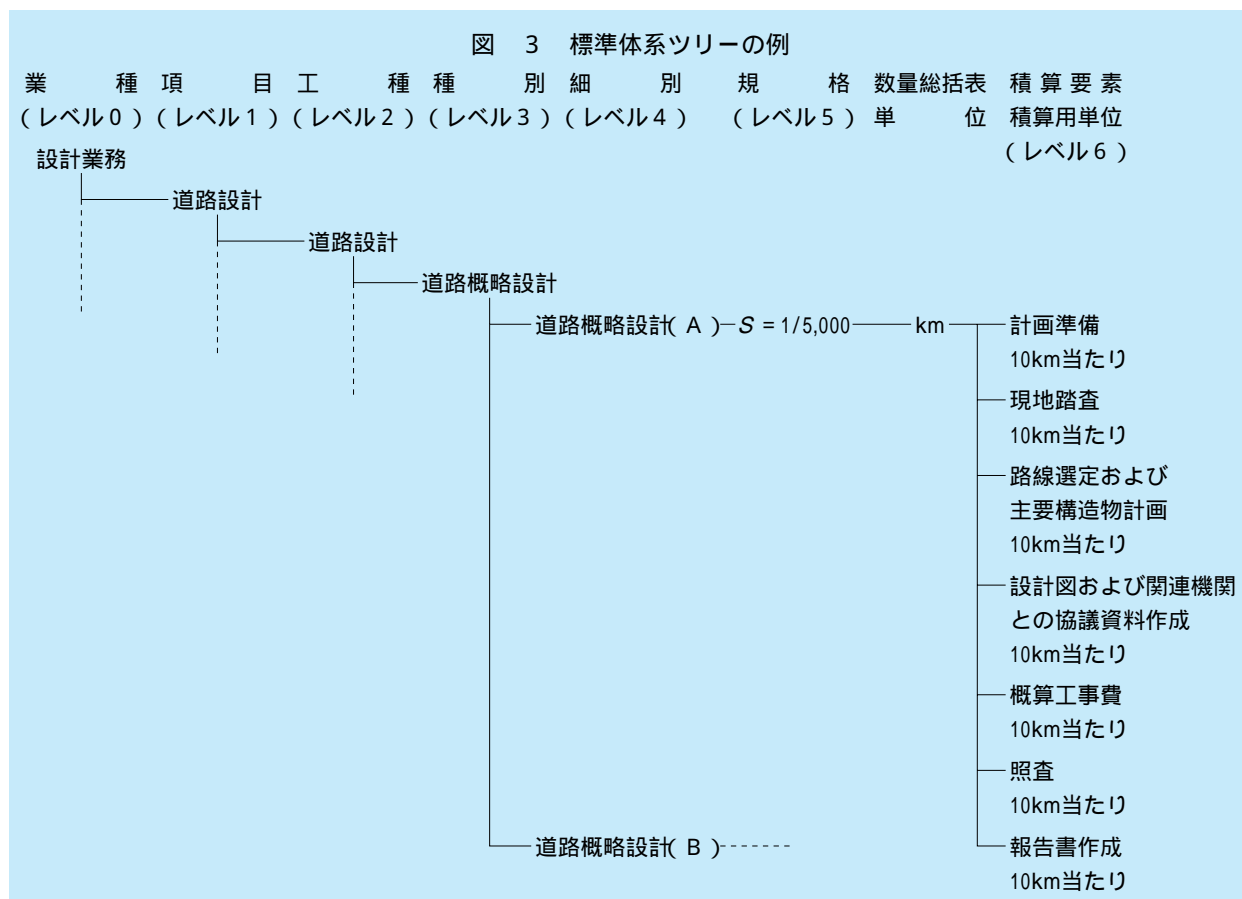 図 3 標準体系ツリーの例
業 種 項 目 工 種 種 別 細 別 規 格 数量総括表 積算要素
(レベル0) (レベル1) (レベル2) (レベル3) (レベル4) (レベル5) 単 位 積算用単位
(レベル6)
設計業務
道路設計
道路設計
道路概略設計
道路概略設計(A) S = 1/5,000 km 計画準備
10km当たり
現地踏査
10km当たり
路線選定および
主要構造物計画
10km当たり
設計図および関連機関
との協議資料作成
10km当たり
概算工事費
10km当たり
照査
10km当たり
道路概略設計(B) 報告書作成
10km当たり